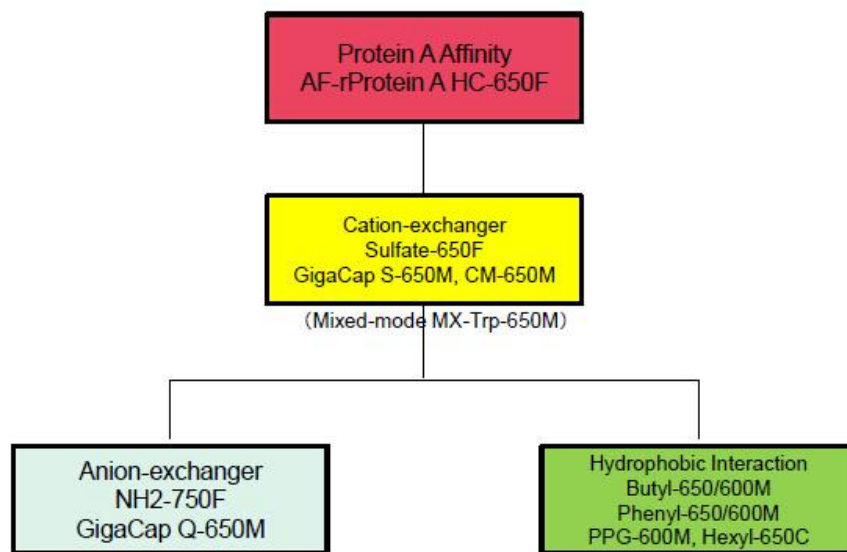 Protein A Affinity
AF-rProtein A HC-650F
Cation-exchanger
Sulfate-650F
GigaCap S-650M, CM-650M
（Mixed-mode MX-Trp-650M）
Anion-exchanger
NH2-750F
GigaCap Q-650M
Hydrophobic Interaction
Butyl-650/600M
Phenyl-650/600M
PPG-600M, Hexyl-650C